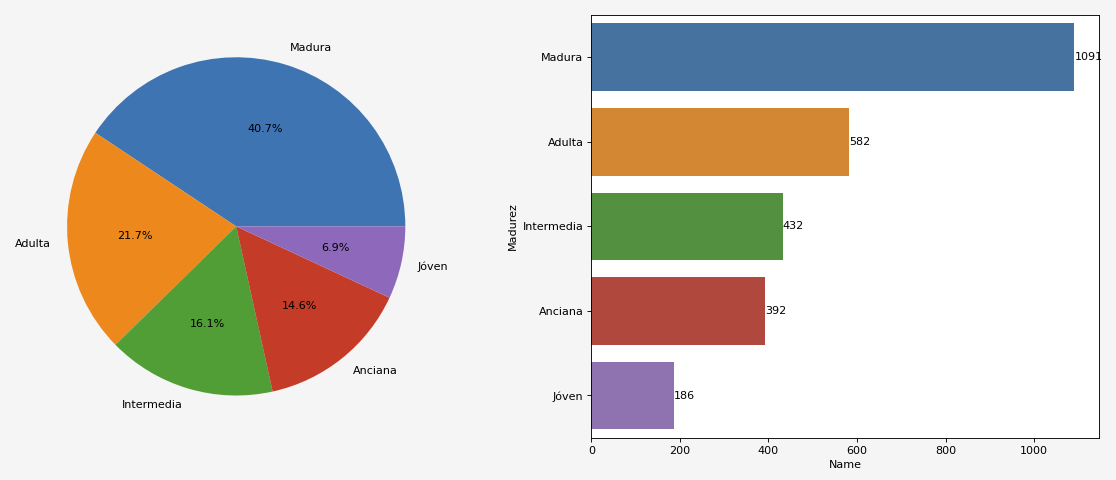 Madura
40.7%
Adulta
21.7%
6.9%
Jóven
14.6%
16.1%
Anciana
Intermedia
Madurez
Madura
1091
Adulta
582
Intermedia
432
Anciana
392
Jóven
186
0 200 400 600 800 1000
Name